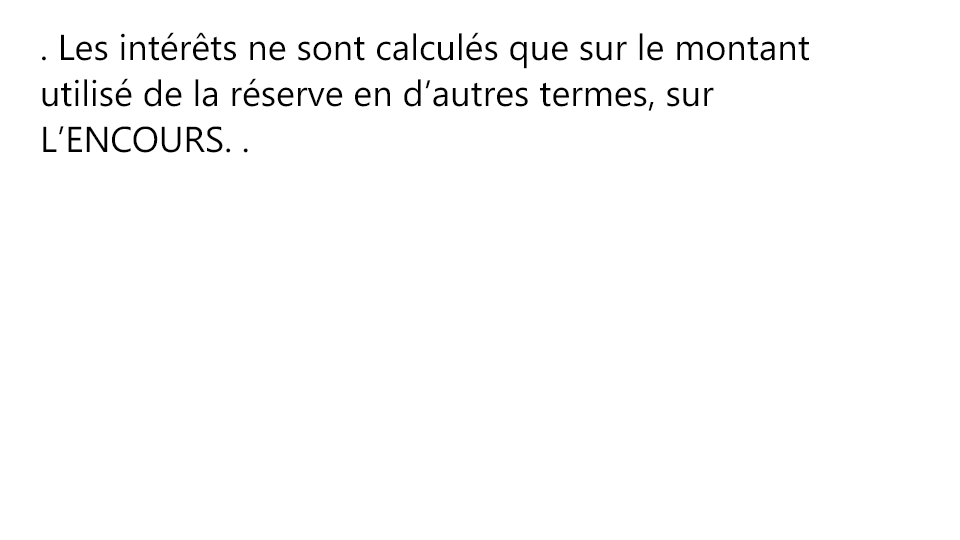 . Les intérêts ne sont calculés que sur le montant
utilisé de la réserve en d’autres termes, sur
L’ENCOURS. .